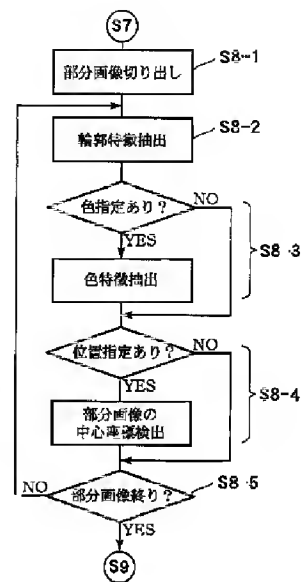 S7
部分画像切り出し
S8-1
輪郭特徴抽出
S8-2
色指定あり?
NO
YES
色特徴抽出
S8-3
位置指定あり?
NO
YES
部分画像の
中心座標検出
S8-4
部分画像終り?
S8-5
NO
YES
S9